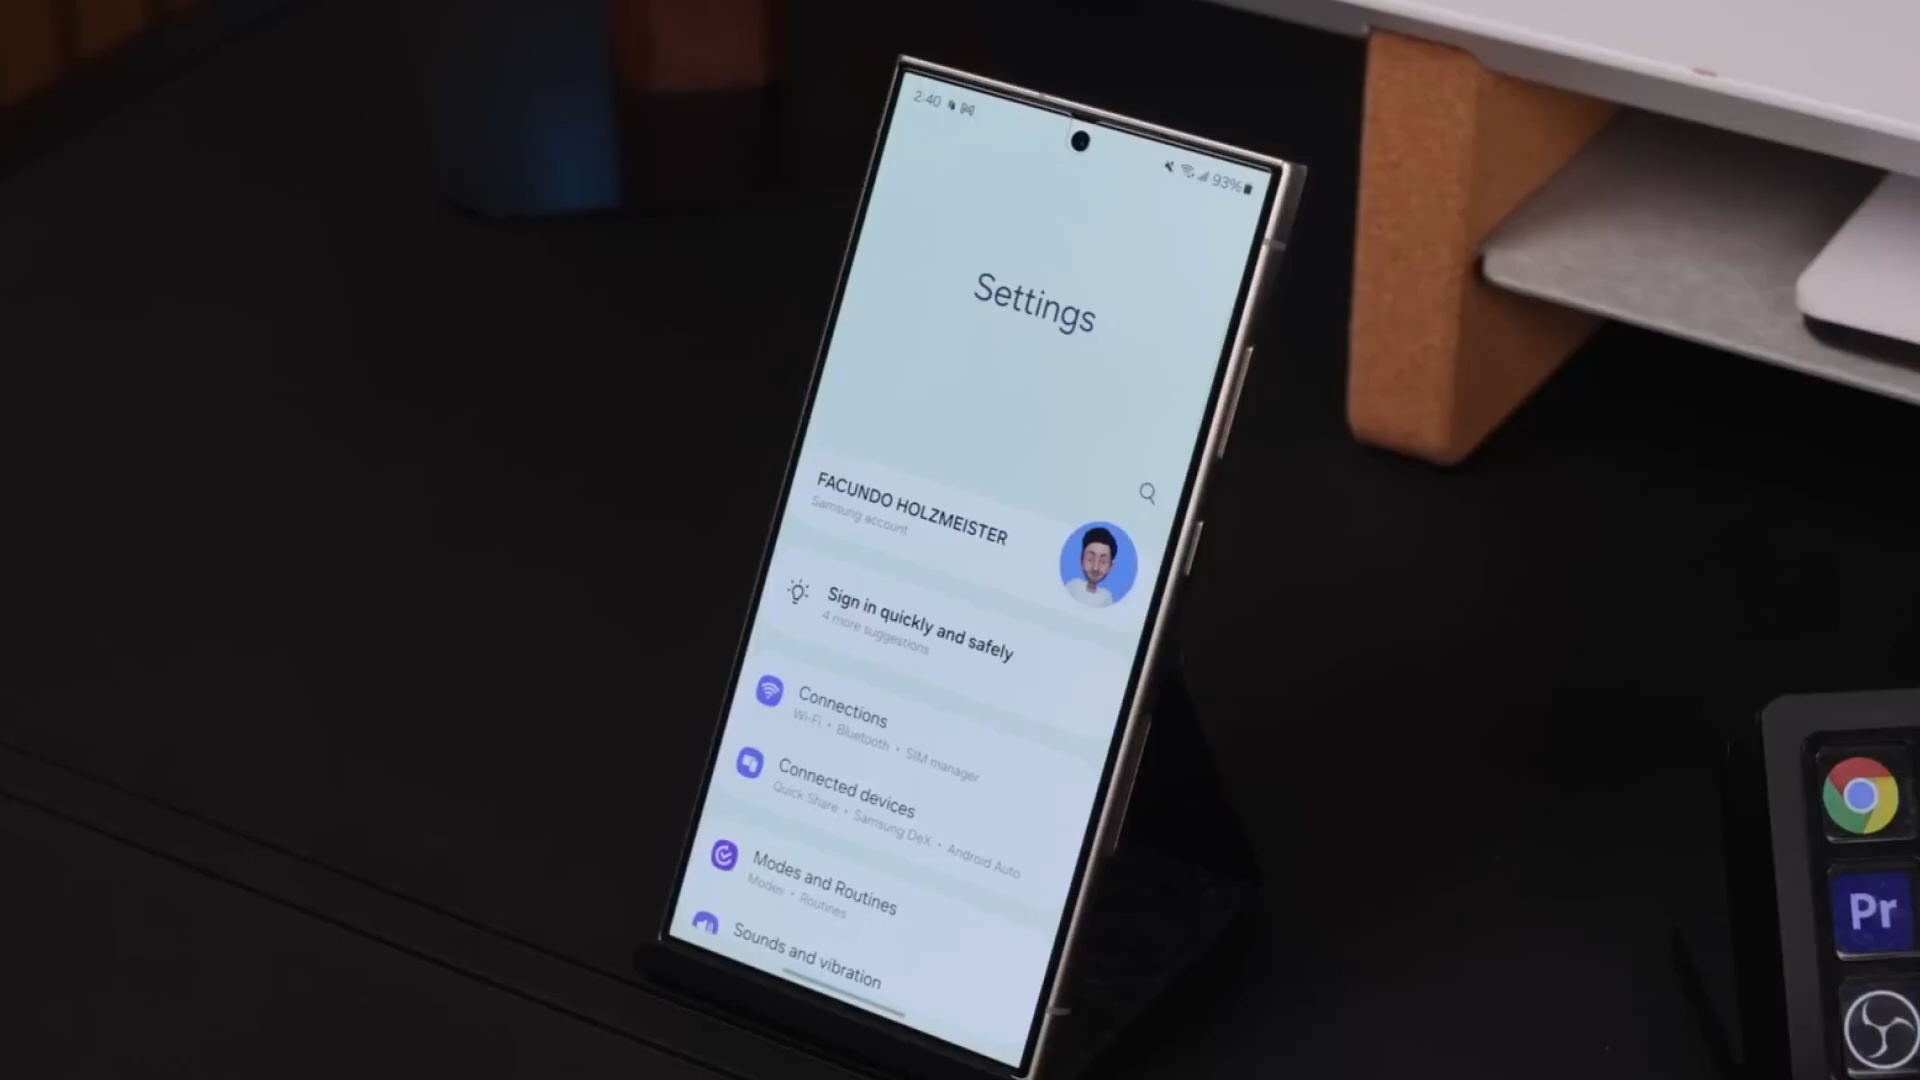 2:40
93%
Settings
FACUNDO HOLZMEISTER
Samsung account
Sign in quickly and safely
4 more suggestions
Connections
Wi-Fi • Bluetooth • SIM manager
Connected devices
Quick Share • Samsung DeX • Android Auto
Modes and Routines
Modes • Routines
Sounds and vibration
Pr